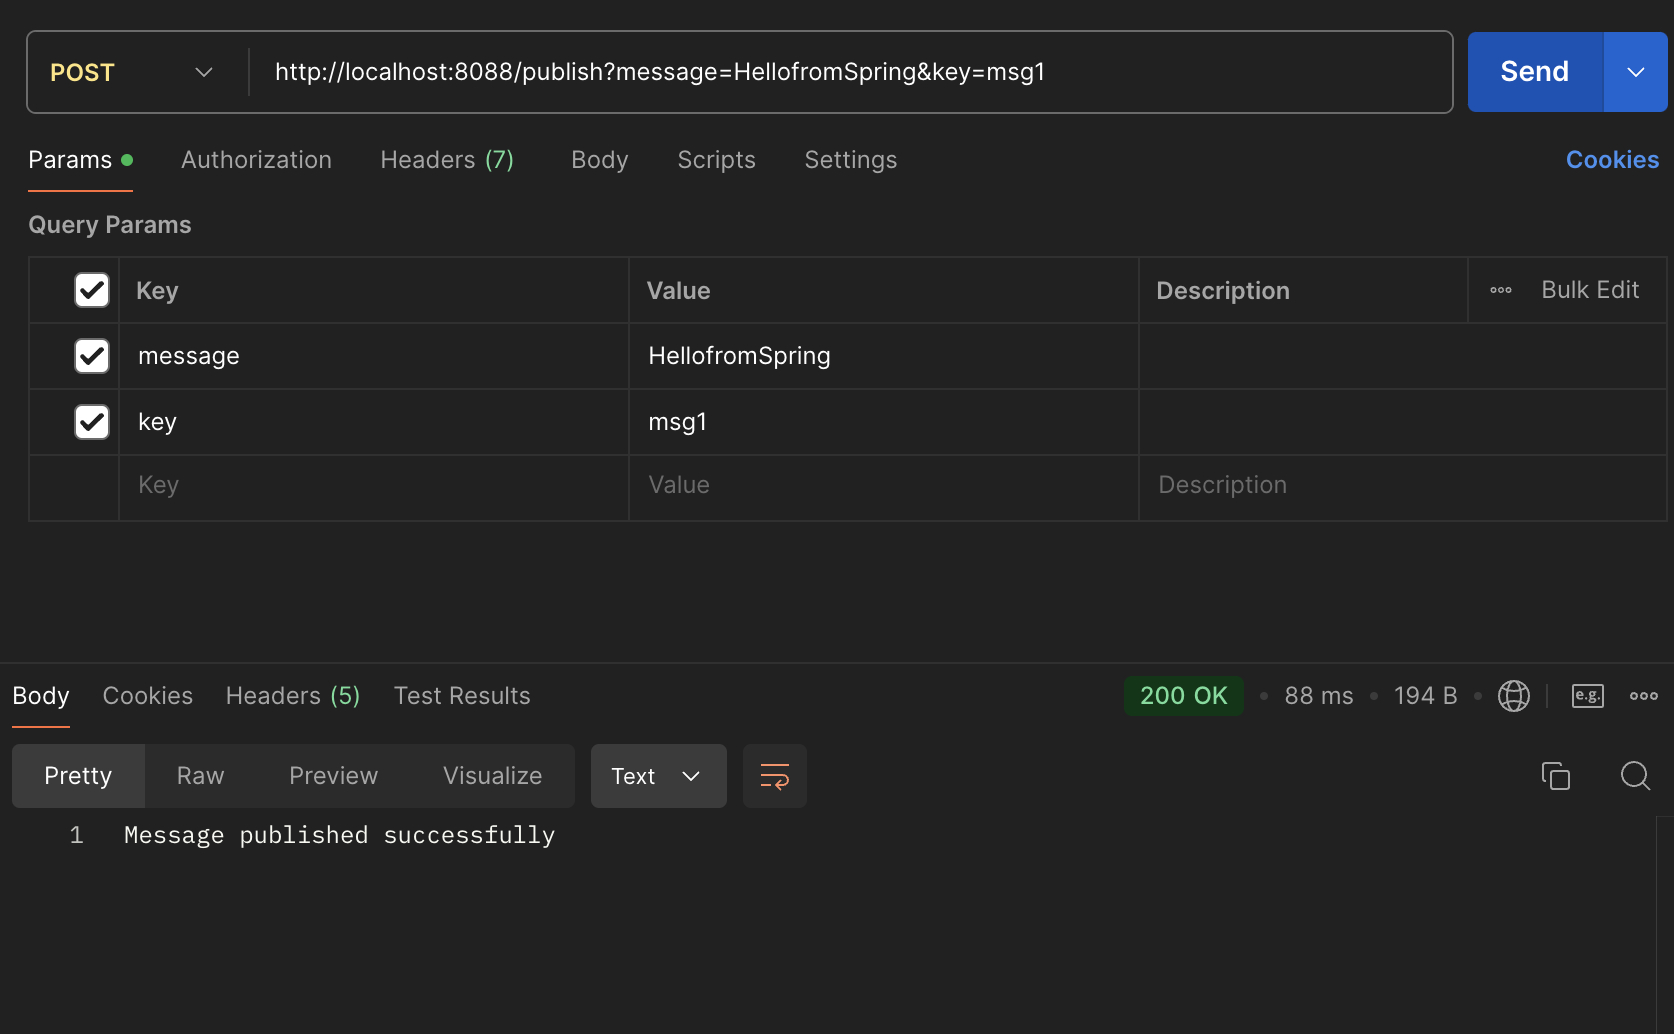 POST http://localhost:8088/publish?message=HellofromSpring&key=msg1 Send
Params Authorization Headers (7) Body Scripts Settings Cookies
Query Params
Key Value Description Bulk Edit
message HellofromSpring
key msg1
Key Value Description
Body Cookies Headers (5) Test Results 200 OK 88 ms 194 B e.g.
Pretty Raw Preview Visualize Text
1 Message published successfully